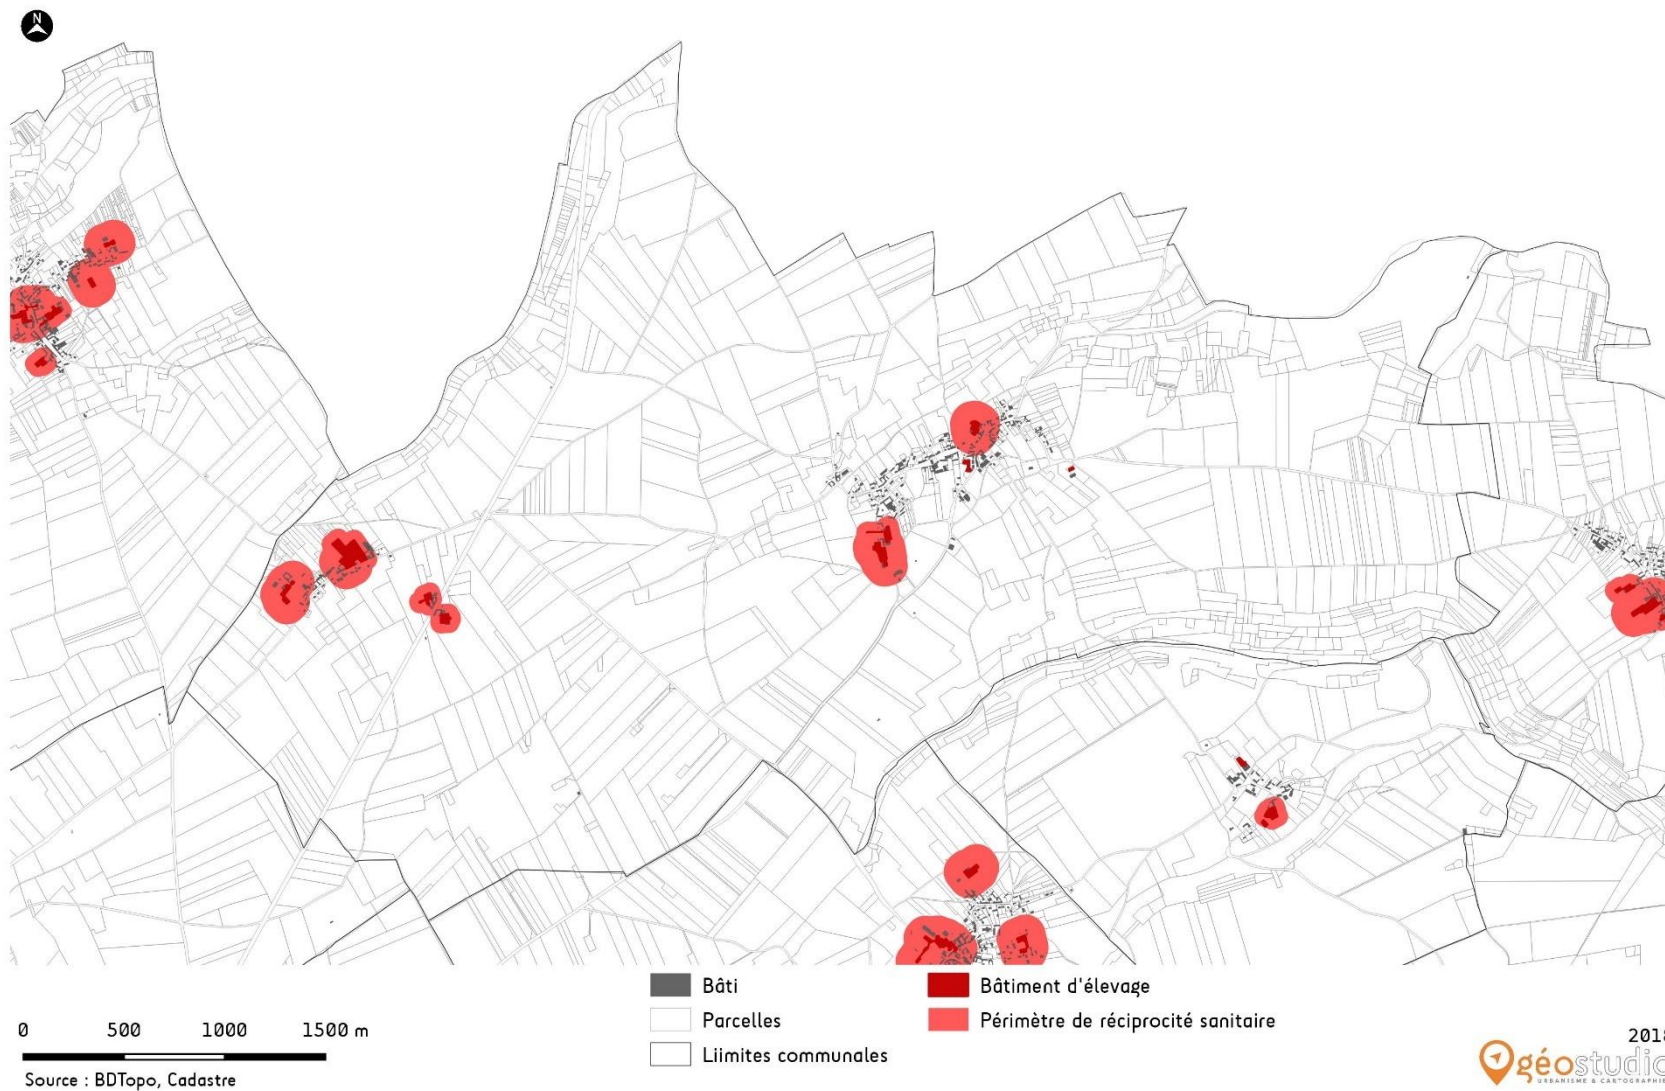 N
Bâti
Bâtiment d'élevage
Parcelles
Périmètre de réciprocité sanitaire
Liimites communales
0 500 1000 1500 m
Source : BDTopo, Cadastre
2018
géostudio
URBANISME & CARTOGRAPHIE